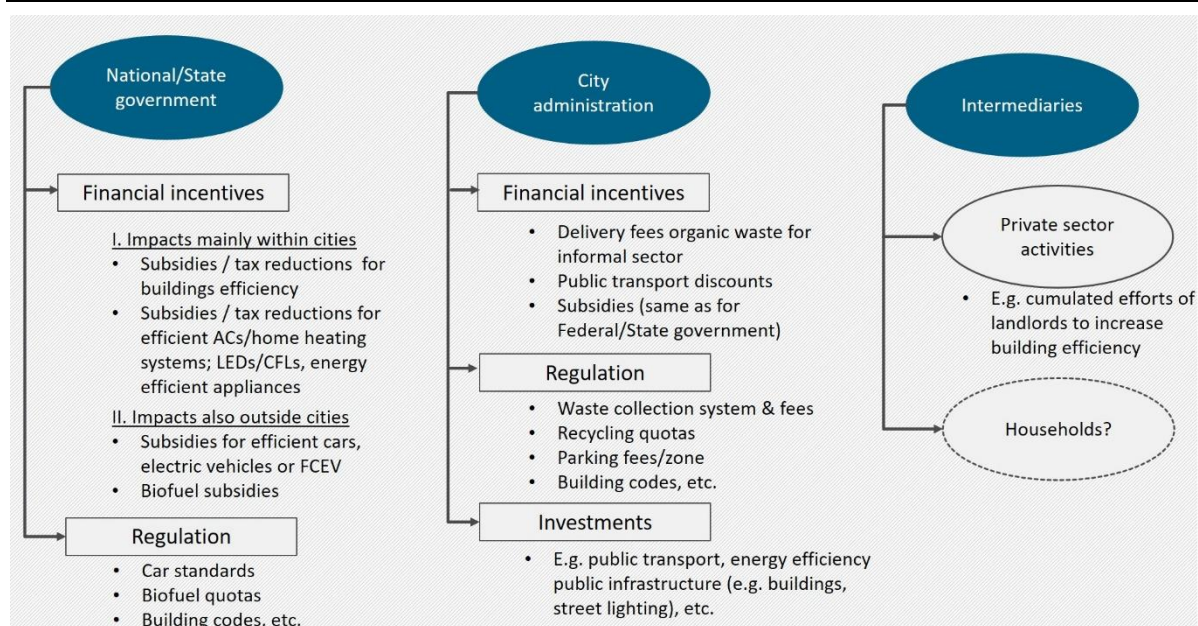 National/State
government
Financial incentives
I. Impacts mainly within cities
• Subsidies / tax reductions for
buildings efficiency
• Subsidies / tax reductions for
efficient ACs/home heating
systems; LEDs/CFLs, energy
efficient appliances
II. Impacts also outside cities
• Subsidies for efficient cars,
electric vehicles or FCEV
• Biofuel subsidies
Regulation
• Car standards
• Biofuel quotas
• Building codes, etc.
City
administration
Financial incentives
• Delivery fees organic waste for
informal sector
• Public transport discounts
• Subsidies (same as for
Federal/State government)
Regulation
• Waste collection system & fees
• Recycling quotas
• Parking fees/zone
• Building codes, etc.
Investments
• E.g. public transport, energy efficiency
public infrastructure (e.g. buildings,
street lighting), etc.
Intermediaries
Private sector
activities
• E.g. cumulated efforts of
landlords to increase
building efficiency
Households?